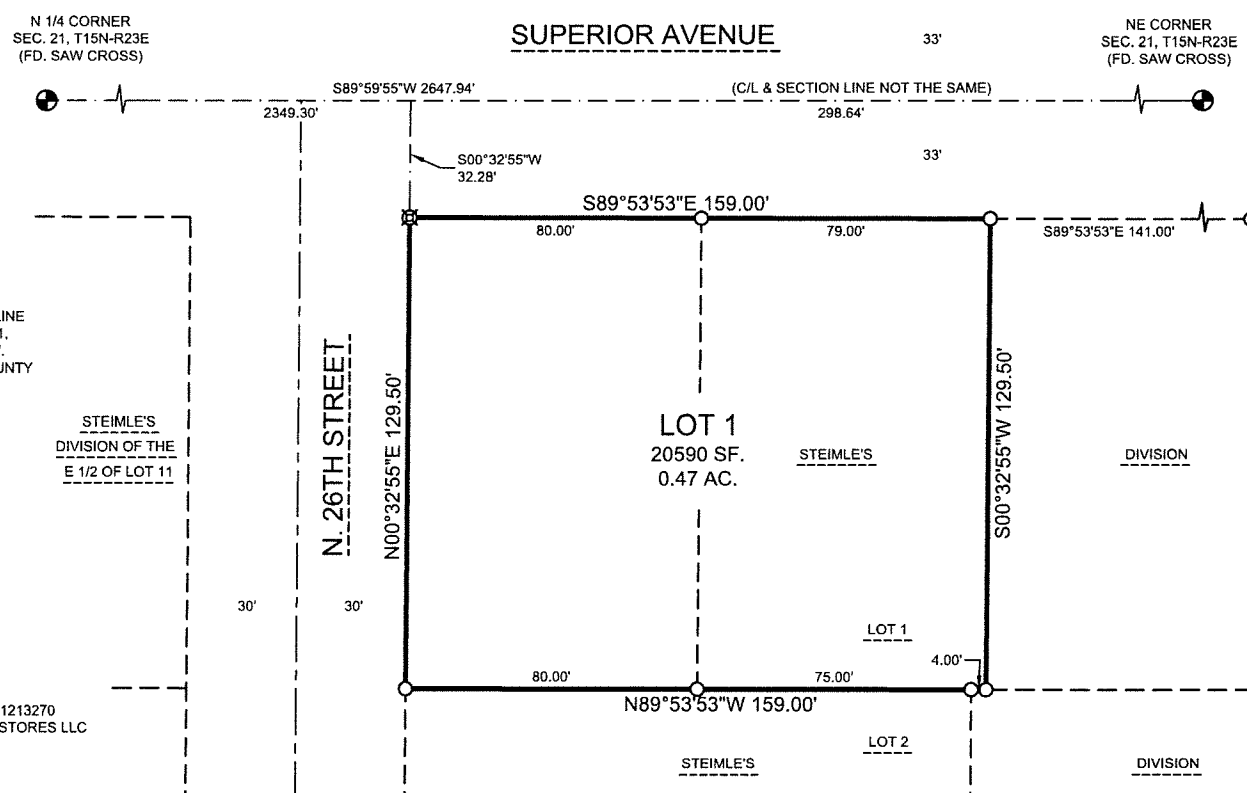 N 1/4 CORNER
SEC. 21, T15N-R23E
(FD. SAW CROSS)
SUPERIOR AVENUE
33'
NE CORNER
SEC. 21, T15N-R23E
(FD. SAW CROSS)
S89°59'55"W 2647.94'
(C/L & SECTION LINE NOT THE SAME)
2349.30'
298.64'
S00°32'55"W
32.28'
33'
S89°53'53"E 159.00'
80.00'
79.00'
S89°53'53"E 141.00'
UNTY
N. 26TH STREET
N00°32'55"E 129.50'
S00°32'55"W 129.50'
STEIMLE'S
DIVISION OF THE
E 1/2 OF LOT 11
LOT 1
20590 SF.
0.47 AC.
STEIMLE'S
DIVISION
30'
30'
LOT 1
4.00'
80.00'
75.00'
N89°53'53"W 159.00'
1213270
STORES LLC
LOT 2
STEIMLE'S
DIVISION